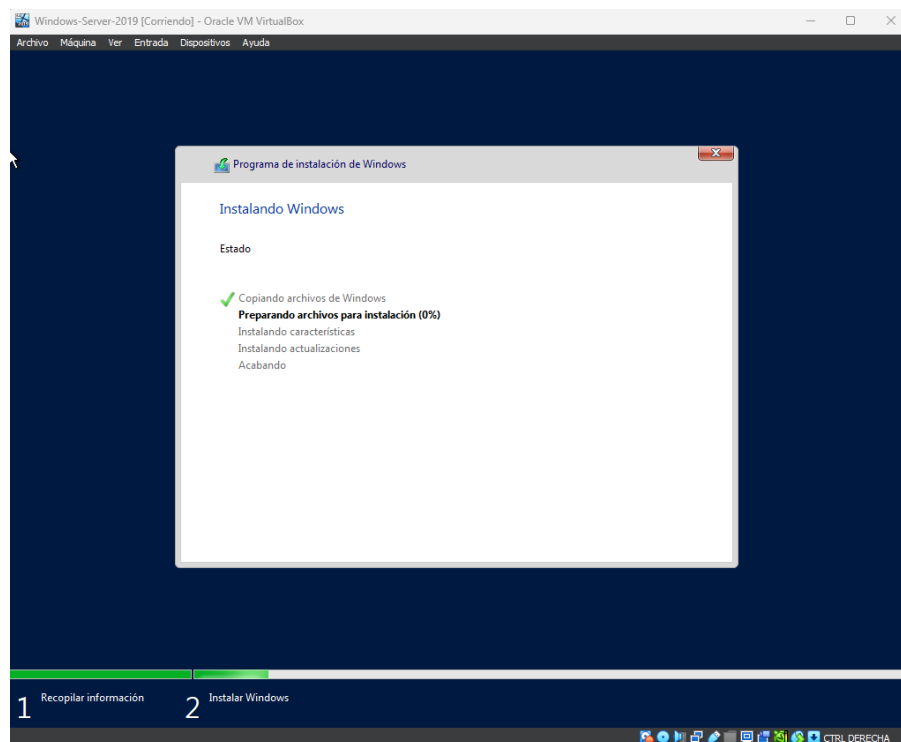 Windows-Server-2019 [Corriendo] - Oracle VM VirtualBox
Archivo Máquina Ver Entrada Dispositivos Ayuda
Programa de instalación de Windows
Instalando Windows
Estado
Copiando archivos de Windows
Preparando archivos para instalación (0%)
Instalando características
Instalando actualizaciones
Acabando
1 Recopilar información 2 Instalar Windows
CTRL DERECHA